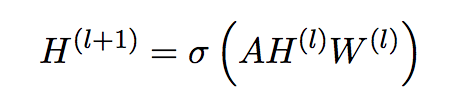 H^{(l+1)} = σ(AH^{(l)}W^{(l)})